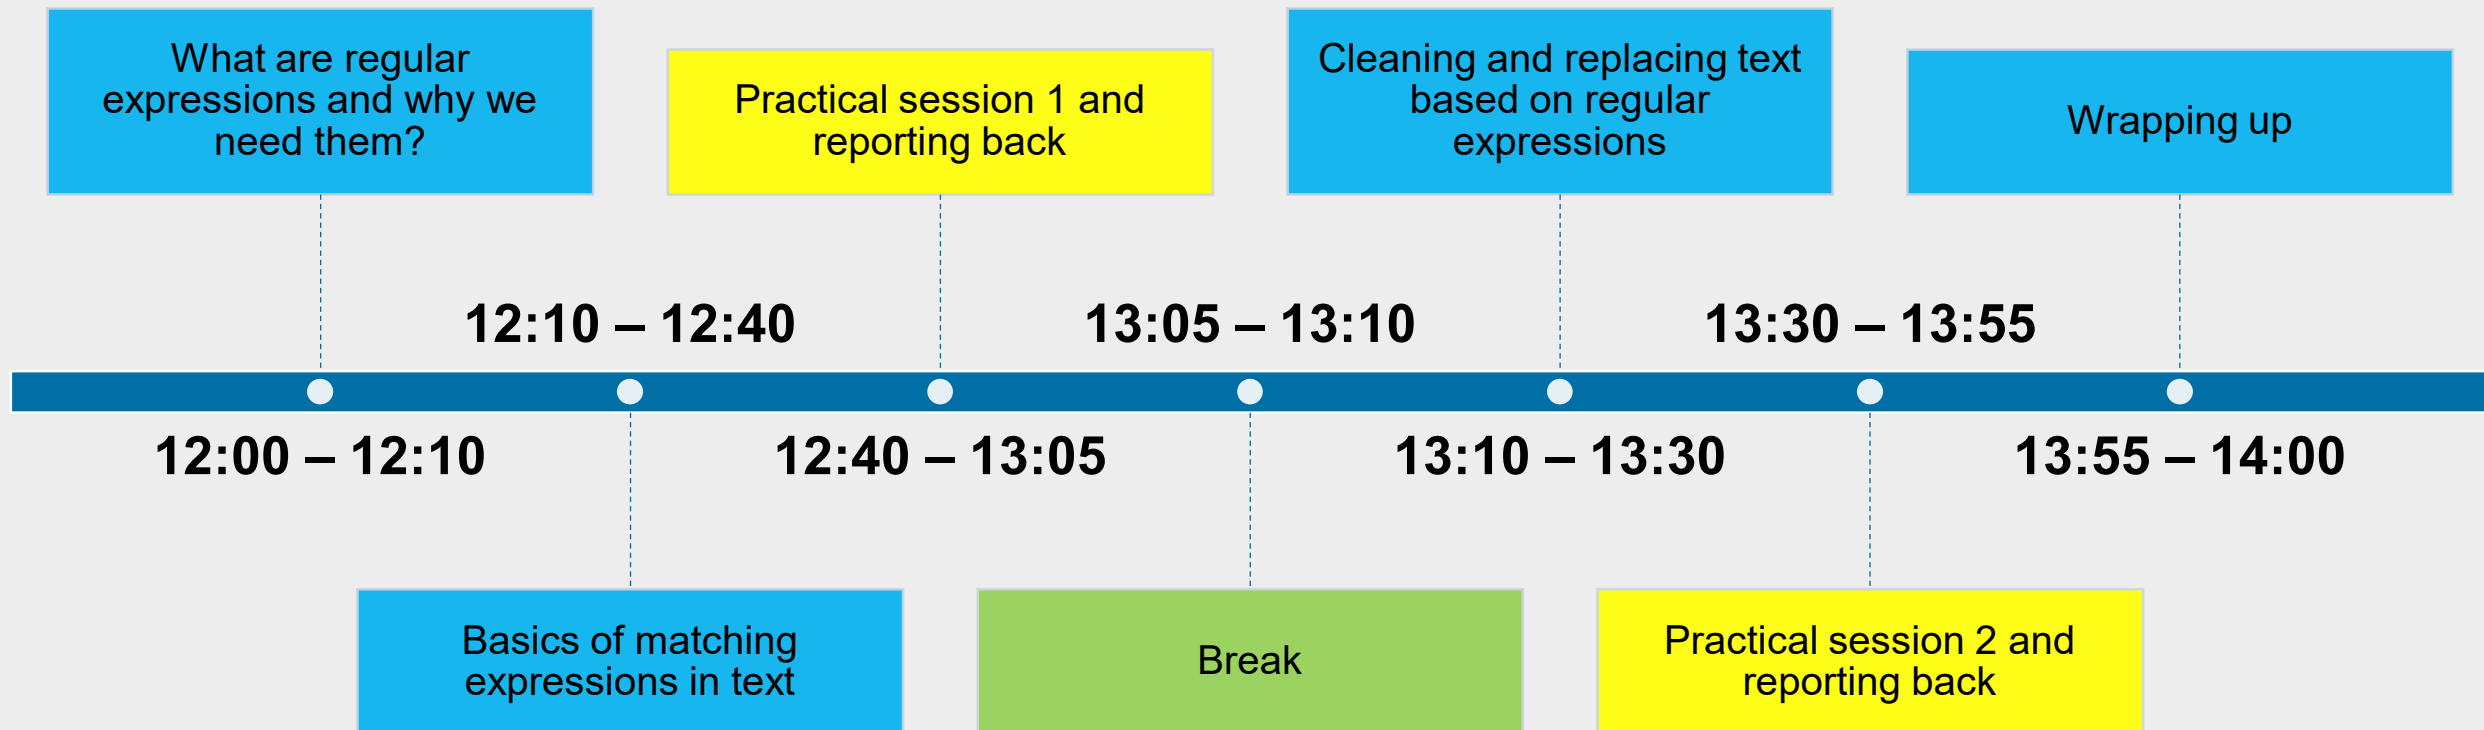 What are regular
expressions and why we
need them?
Practical session 1 and
reporting back
Cleaning and replacing text
based on regular
expressions
Wrapping up
12:10 – 12:40
13:05 – 13:10
13:30 – 13:55
12:00 – 12:10
12:40 – 13:05
13:10 – 13:30
13:55 – 14:00
Basics of matching
expressions in text
Break
Practical session 2 and
reporting back